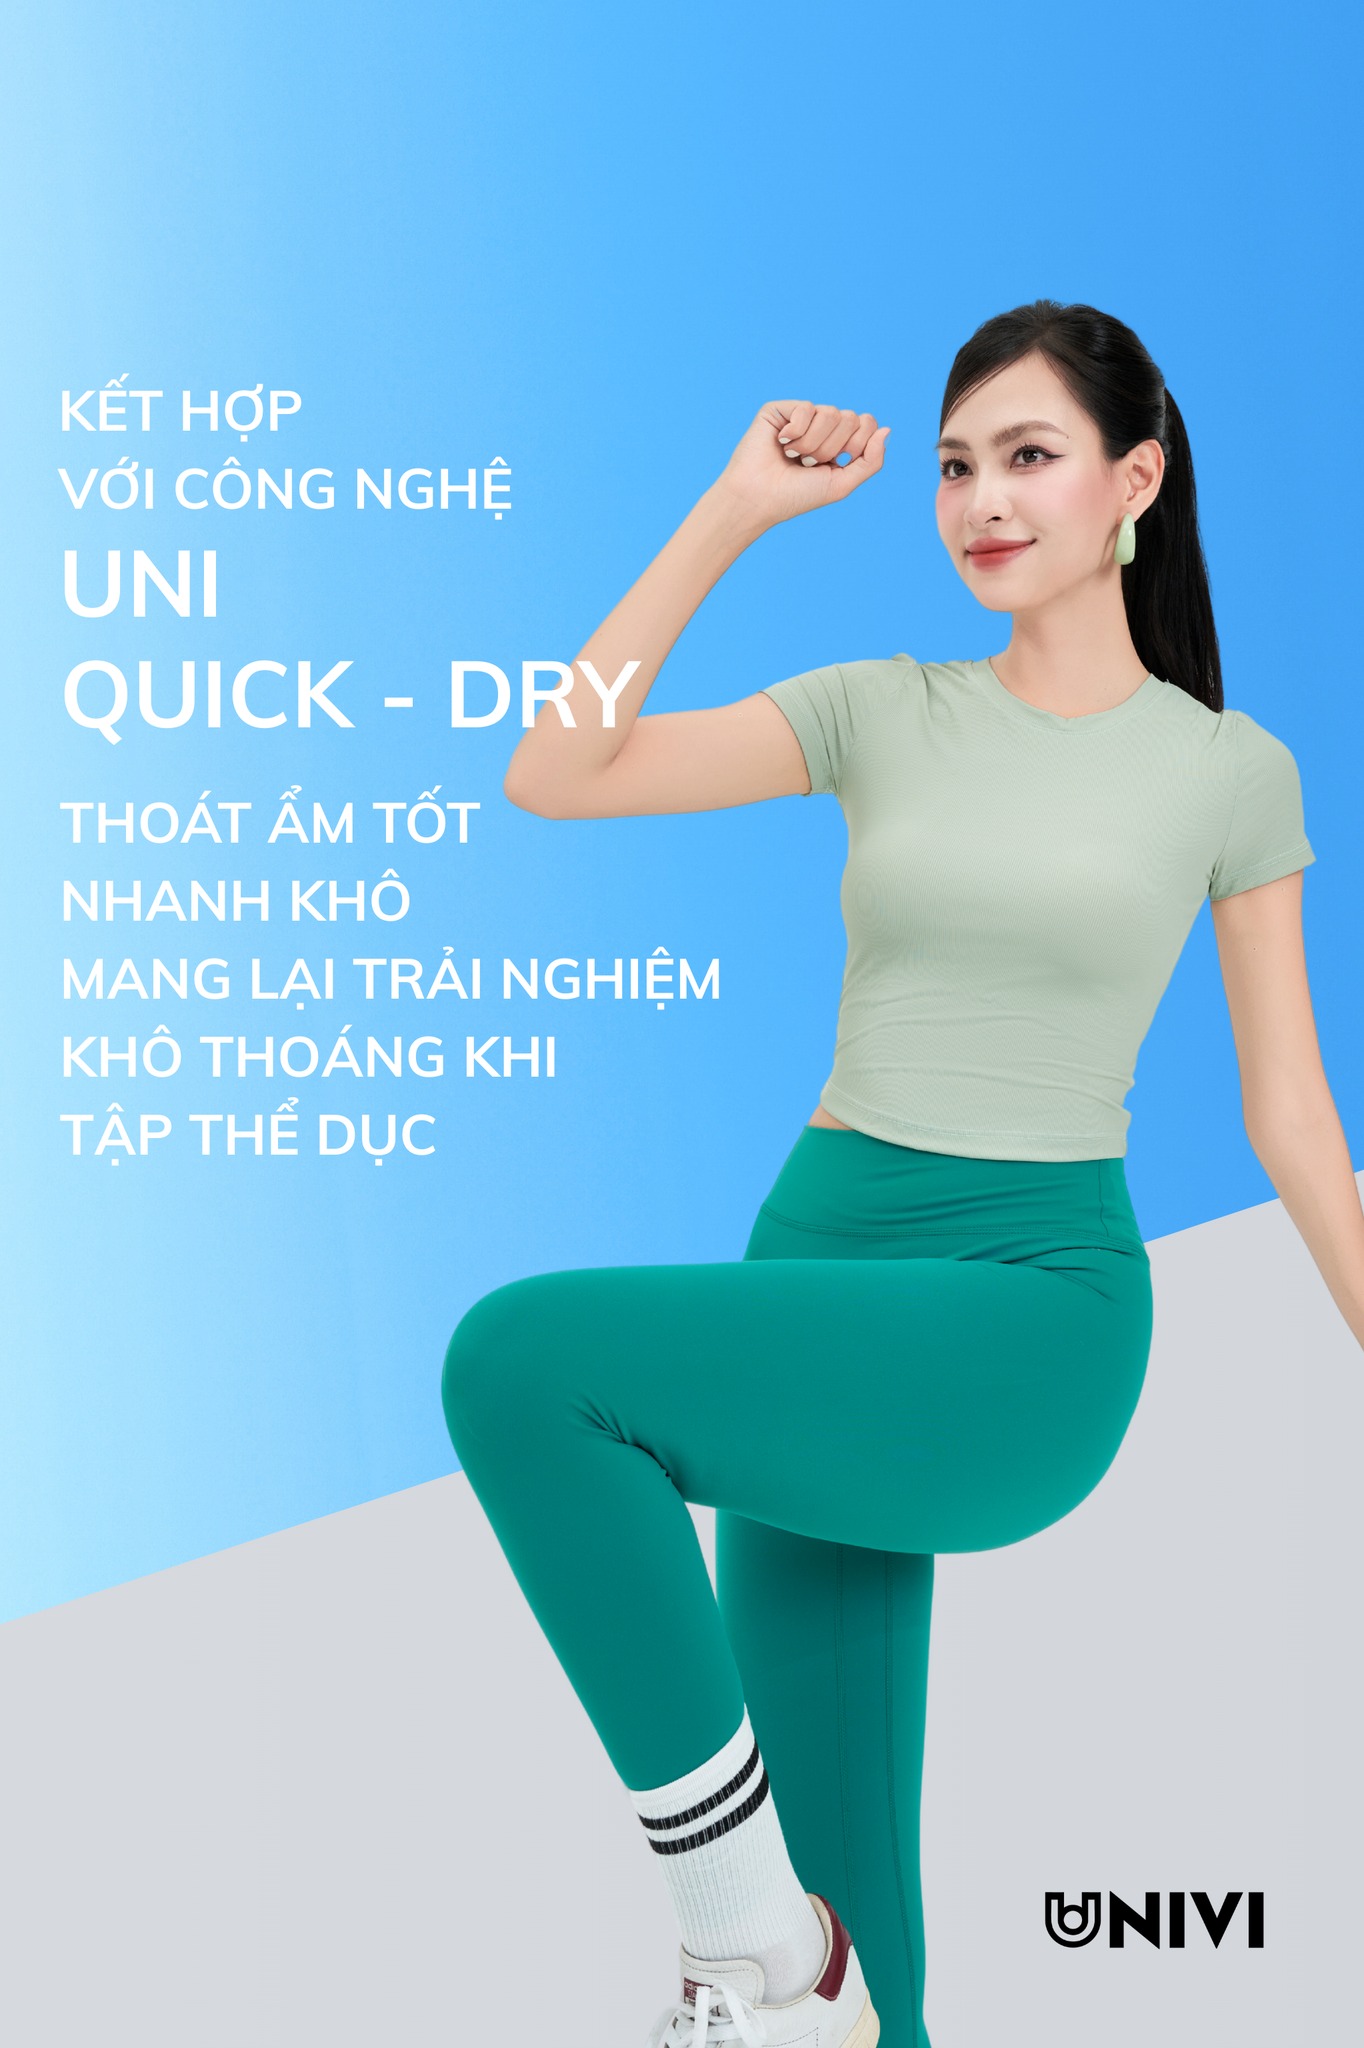 KẾT HỢP
VỚI CÔNG NGHỆ
UNI
QUICK - DRY
THOÁT ẨM TỐT
NHANH KHÔ
MANG LẠI TRẢI NGHIỆM
KHÔ THOÁNG KHI
TẬP THỂ DỤC
UNIVI